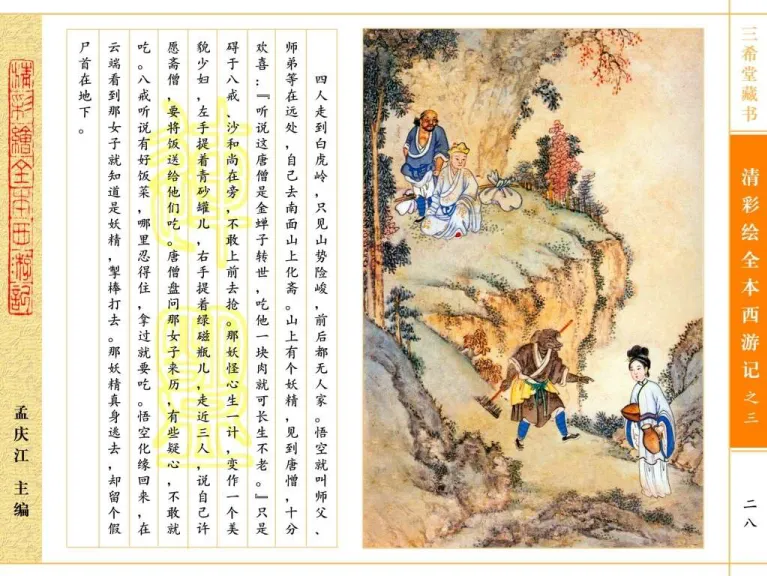 三希堂藏书
清彩绘全本西游记之三
二八
四人走到白虎岭，只见山势险峻，前后都无人家。悟空就叫师父、
师弟等在远处，自己去南面山上化斋。山上有个妖精，见到唐憎，十分
欢喜：『听说这唐僧是金蝉子转世，吃他一块肉就可长生不老。』只是
碍于八戒、沙和尚在旁，不敢上前去抢。那妖怪心生一计，变作一个美
貌少妇，左手提着青砂罐儿，右手提着绿磁瓶儿，走近三人，说自己许
愿斋僧，要将饭送给他们吃。唐僧盘问那女子来历，有些疑心，不敢就
吃。八戒听说有好饭菜，哪里忍得住，拿过就要吃。悟空化缘回来，在
云端看到那女子就知道是妖精，掣棒打去。那妖精真身逃去，却留个假
尸首在地下。
清彩繪全本西游記
孟庆江 主编